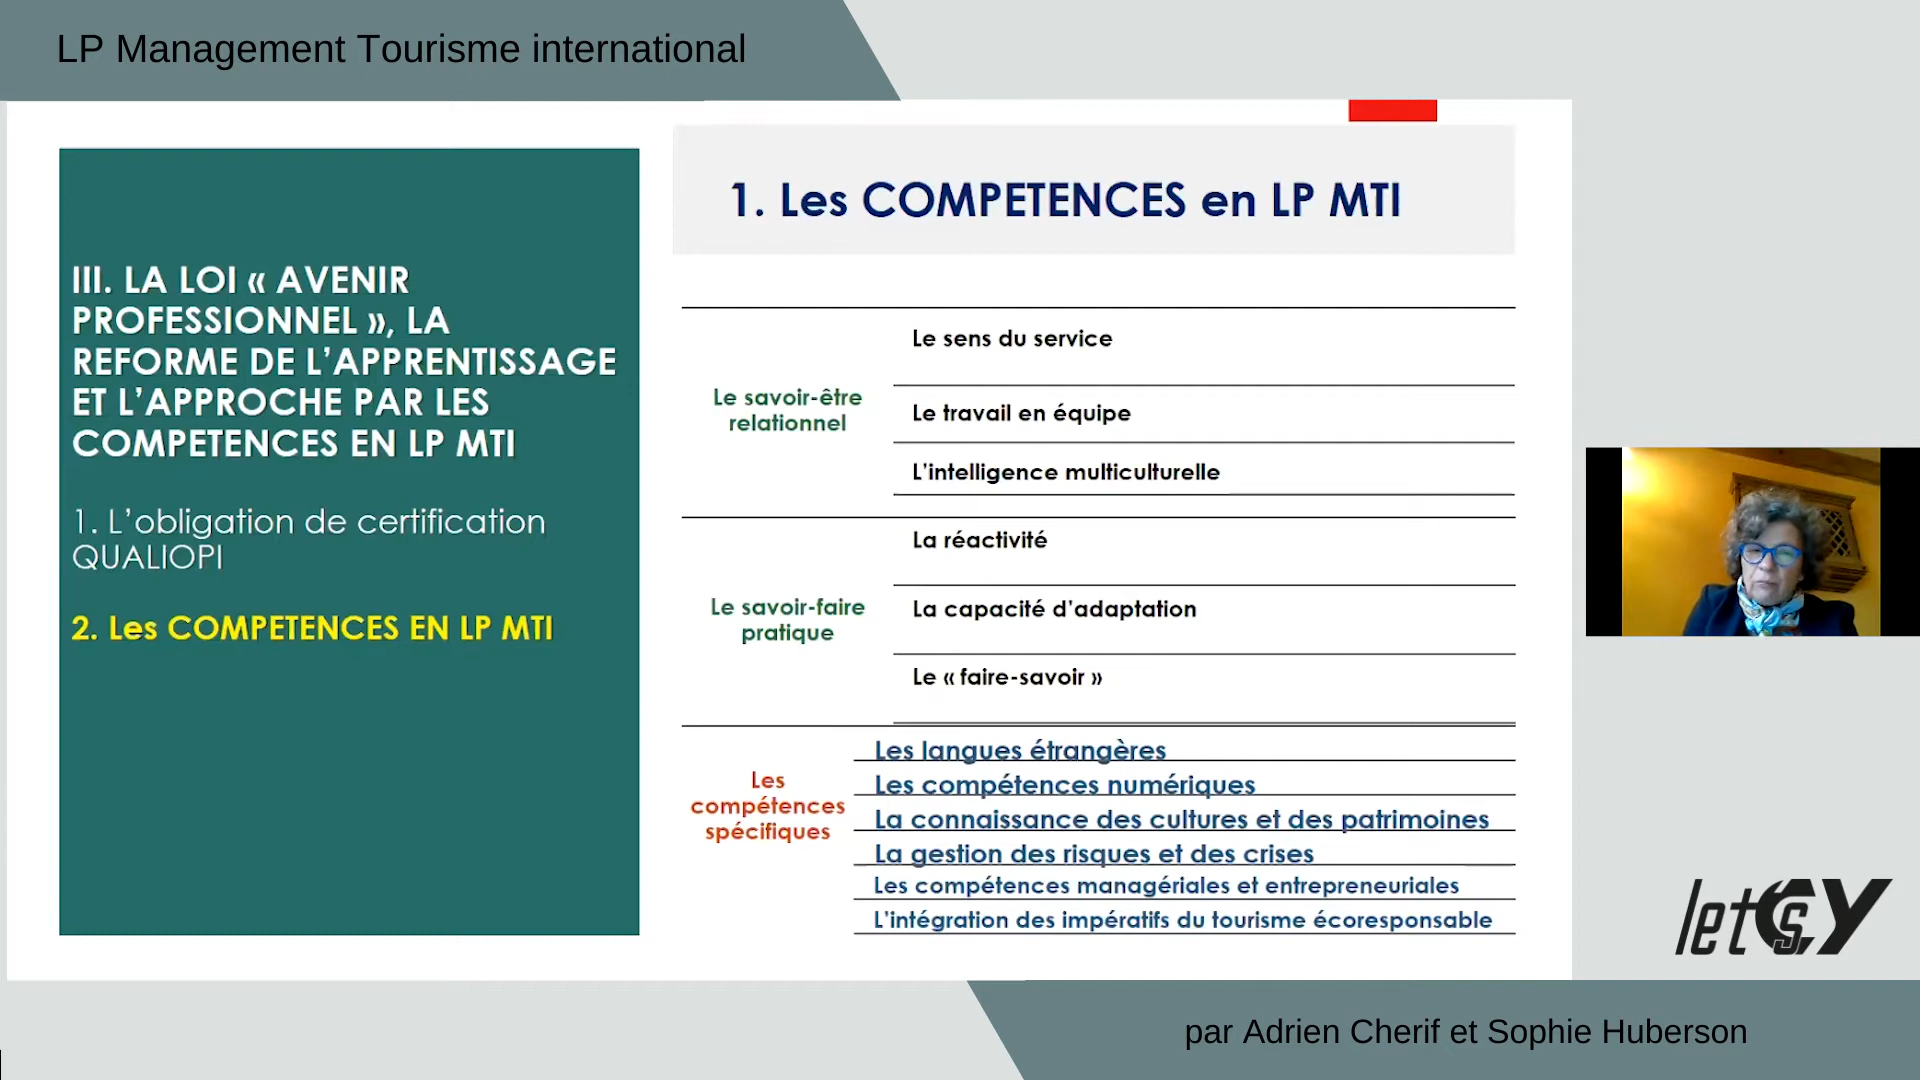 LP Management Tourisme international
III. LA LOI « AVENIR
PROFESSIONNEL », LA
REFORME DE L’APPRENTISSAGE
ET L’APPROCHE PAR LES
COMPETENCES EN LP MTI
1. L’obligation de certification
QUALIOPI
2. Les COMPETENCES EN LP MTI
1. Les COMPETENCES en LP MTI
Le savoir-être
relationnel
Le sens du service
Le travail en équipe
L’intelligence multiculturelle
Le savoir-faire
pratique
La réactivité
La capacité d’adaptation
Le « faire-savoir »
Les
compétences
spécifiques
Les langues étrangères
Les compétences numériques
La connaissance des cultures et des patrimoines
La gestion des risques et des crises
Les compétences managériales et entrepreneuriales
L’intégration des impératifs du tourisme écoresponsable
let's CY
par Adrien Cherif et Sophie Huberson